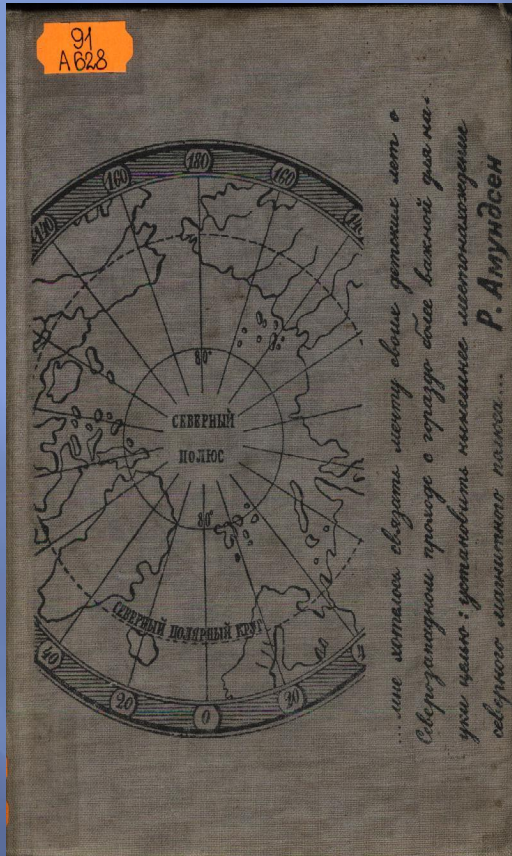 91
А628
140
160
180
160
80°
СЕВЕРНЫЙ
ПОЛЮС
80°
СЕВЕРНЫЙ ПОЛЯРНЫЙ КРУГ
40
20
0
20
...мне хотелось связать мечту своих детских лет о
Северозападном проходе с гораздо более важной для на-
уки целью: установить нынешнее местонахождение
северного магнитного полюса...
Р. Амундсен